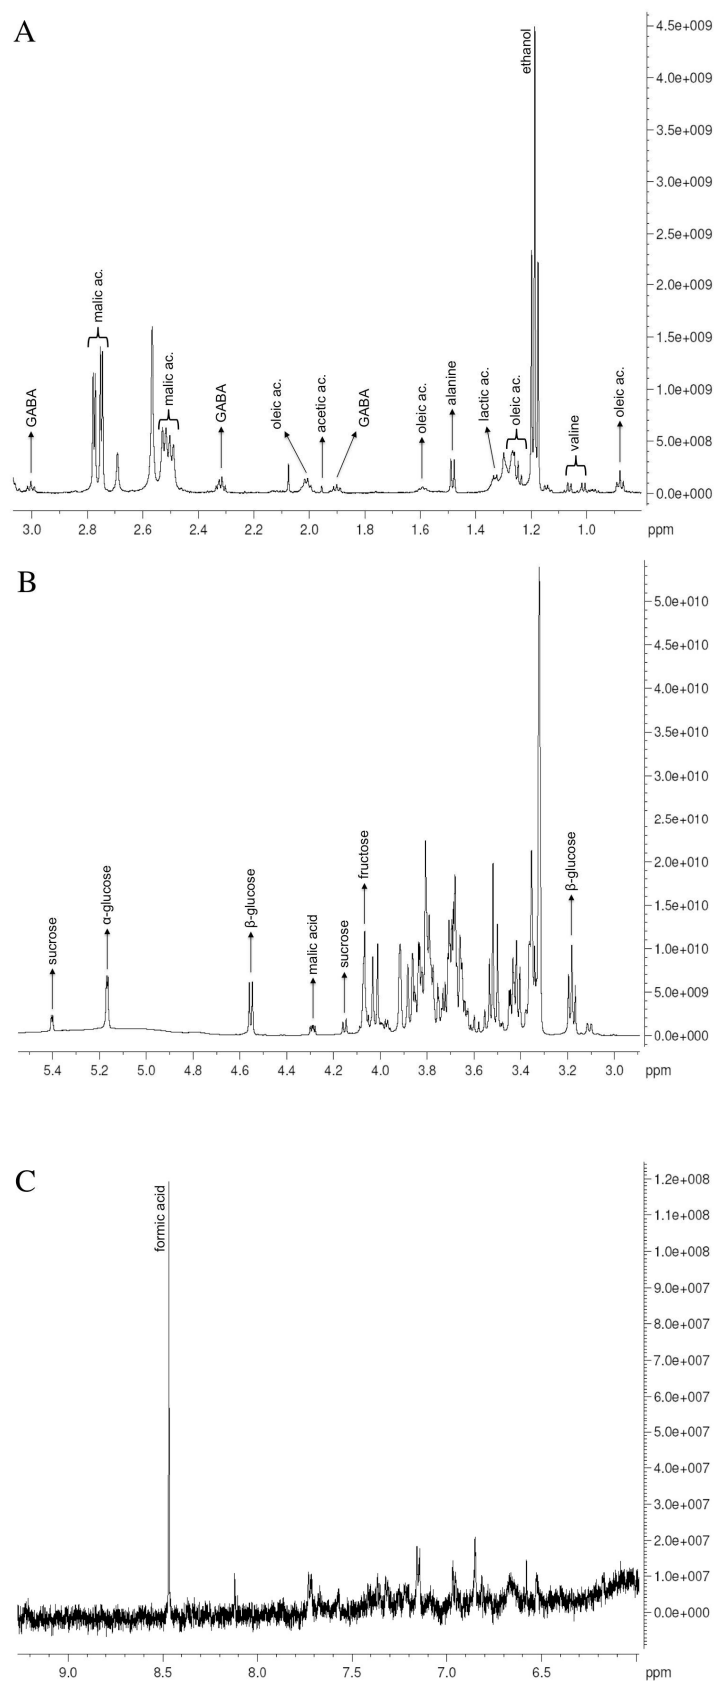 A
ethanol
malic ac.
malic ac.
GABA
GABA
oleic ac.
acetic ac.
GABA
oleic ac.
alanine
lactic ac.
oleic ac.
valine
oleic ac.
4.5e+009
4.0e+009
3.5e+009
3.0e+009
2.5e+009
2.0e+009
1.5e+009
1.0e+009
5.0e+008
0.0e+000
3.0 2.8 2.6 2.4 2.2 2.0 1.8 1.6 1.4 1.2 1.0 ppm
B
sucrose
α-glucose
β-glucose
malic acid
sucrose
fructose
β-glucose
5.0e+010
4.5e+010
4.0e+010
3.5e+010
3.0e+010
2.5e+010
2.0e+010
1.5e+010
1.0e+010
5.0e+009
0.0e+000
5.4 5.2 5.0 4.8 4.6 4.4 4.2 4.0 3.8 3.6 3.4 3.2 3.0 ppm
C
formic acid
1.2e+008
1.1e+008
1.0e+008
9.0e+007
8.0e+007
7.0e+007
6.0e+007
5.0e+007
4.0e+007
3.0e+007
2.0e+007
1.0e+007
0.0e+000
9.0 8.5 8.0 7.5 7.0 6.5 ppm